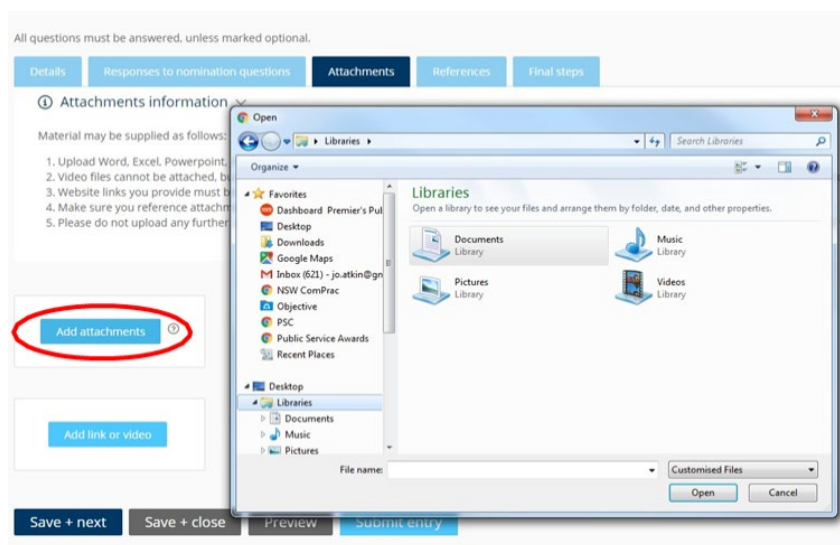 All questions must be answered, unless marked optional.
Details
Responses to nomination questions
Attachments
References
Final steps
Attachments information
Material may be supplied as follows:
1. Upload Word, Excel, Powerpoint,
2. Video files cannot be attached,
3. Website links you provide must
4. Make sure you reference
5. Please do not upload any further
Add attachments
Add link or video
Save + next
Save + close
Preview
Submit entry
Open
Libraries
Search Libraries
Organize
Favorites
Dashboard Premier's Pul
Desktop
Downloads
Google Maps
Inbox (621) - jo.atkin@gn
NSW ComPrac
Objective
PSC
Public Service Awards
Recent Places
Desktop
Libraries
Documents
Music
Pictures
Libraries
Open a library to see your files and arrange them by folder, date, and other properties.
Documents
Library
Music
Library
Pictures
Library
Videos
Library
File name:
Customised Files
Open
Cancel